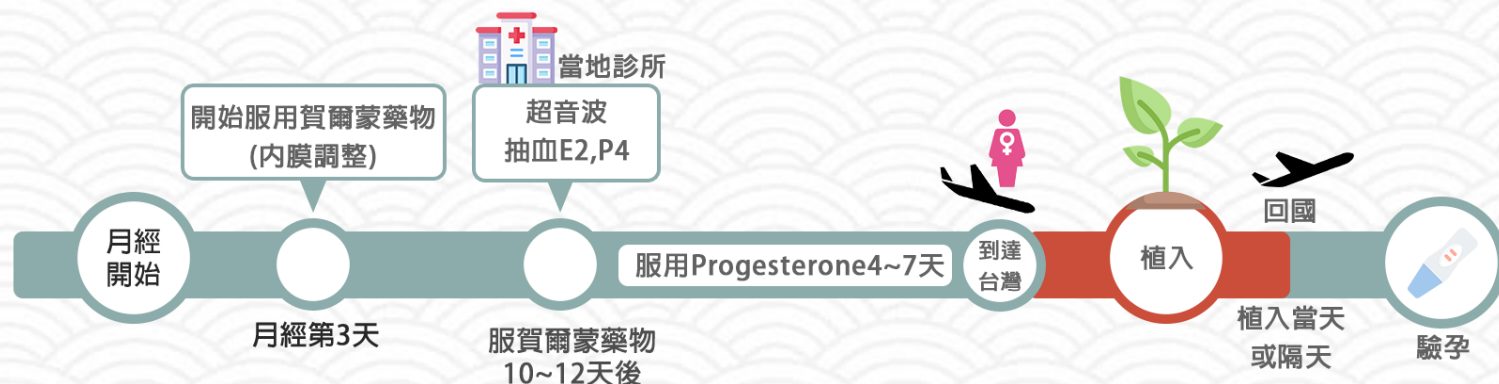 當地診所
開始服用賀爾蒙藥物
(內膜調整)
超音波
抽血E2,P4
月經
開始
服用Progesterone4~7天
到達
台灣
植入
回國
月經第3天
服賀爾蒙藥物
10~12天後
植入當天
或隔天
驗孕